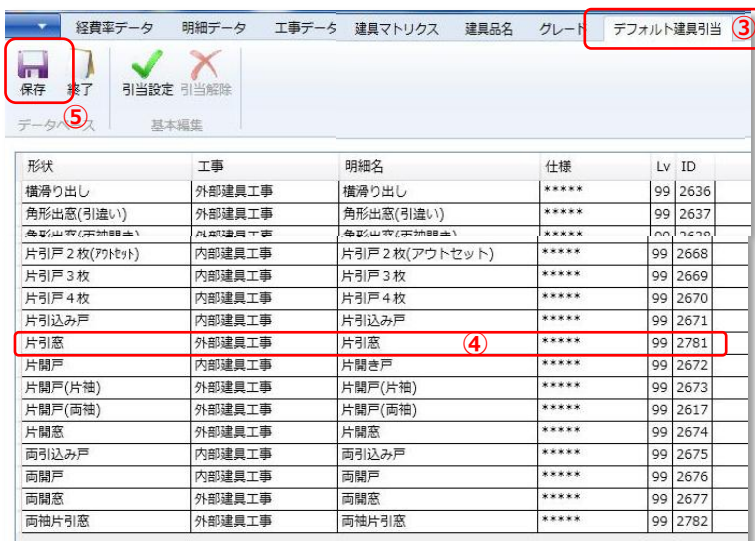 経費率データ 明細データ 工事データ 建具マトリクス 建具品名 グレード デフォルト建具引当 ③
保存 終了 引当設定 引当解除
⑤
データベース 基本編集
形状 工事 明細名 仕様 Lv ID
横滑り出し 外部建具工事 横滑り出し ***** 99 2636
角形出窓(引違い) 外部建具工事 角形出窓(引違い) ***** 99 2637
片引戸2枚(アウトセット) 内部建具工事 片引戸2枚(アウトセット) ***** 99 2668
片引戸3枚 内部建具工事 片引戸3枚 ***** 99 2669
片引戸4枚 内部建具工事 片引戸4枚 ***** 99 2670
片引込み戸 内部建具工事 片引込み戸 ***** 99 2671
片引窓 外部建具工事 片引窓 ④ ***** 99 2781
片開戸 内部建具工事 片開き戸 ***** 99 2672
片開戸(片袖) 外部建具工事 片開戸(片袖) ***** 99 2673
片開戸(両袖) 外部建具工事 片開戸(両袖) ***** 99 2617
片開窓 外部建具工事 片開窓 ***** 99 2674
両引込み戸 内部建具工事 両引込み戸 ***** 99 2675
両開戸 内部建具工事 両開戸 ***** 99 2676
両開窓 外部建具工事 両開窓 ***** 99 2677
両袖片引窓 外部建具工事 両袖片引窓 ***** 99 2782